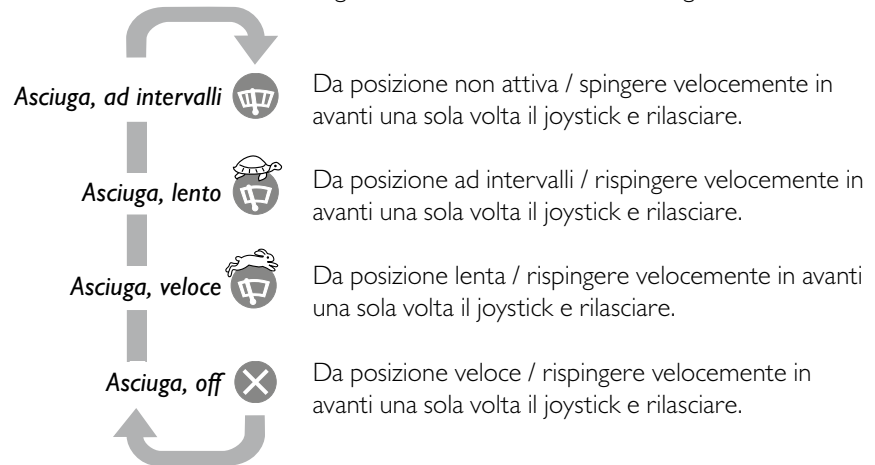 Asciuga, ad intervalli
Da posizione non attiva / spingere velocemente in
avanti una sola volta il joystick e rilasciare.
Asciuga, lento
Da posizione ad intervalli / rispingere velocemente in
avanti una sola volta il joystick e rilasciare.
Asciuga, veloce
Da posizione lenta / rispingere velocemente in avanti
una sola volta il joystick e rilasciare.
Asciuga, off
Da posizione veloce / rispingere velocemente in
avanti una sola volta il joystick e rilasciare.